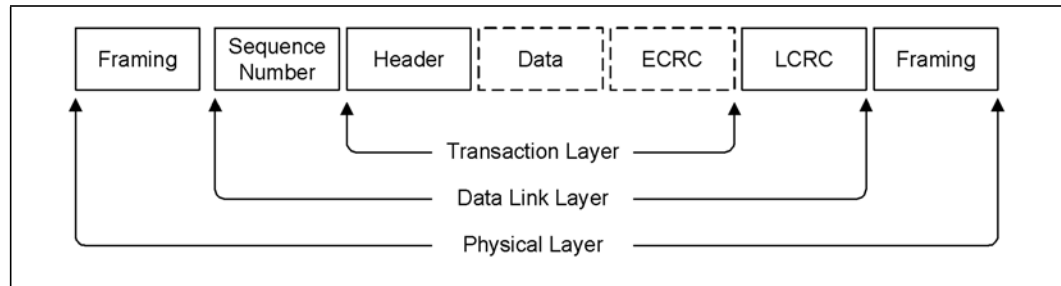 Framing
Sequence
Number
Header
Data
ECRC
LCRC
Framing
Transaction Layer
Data Link Layer
Physical Layer